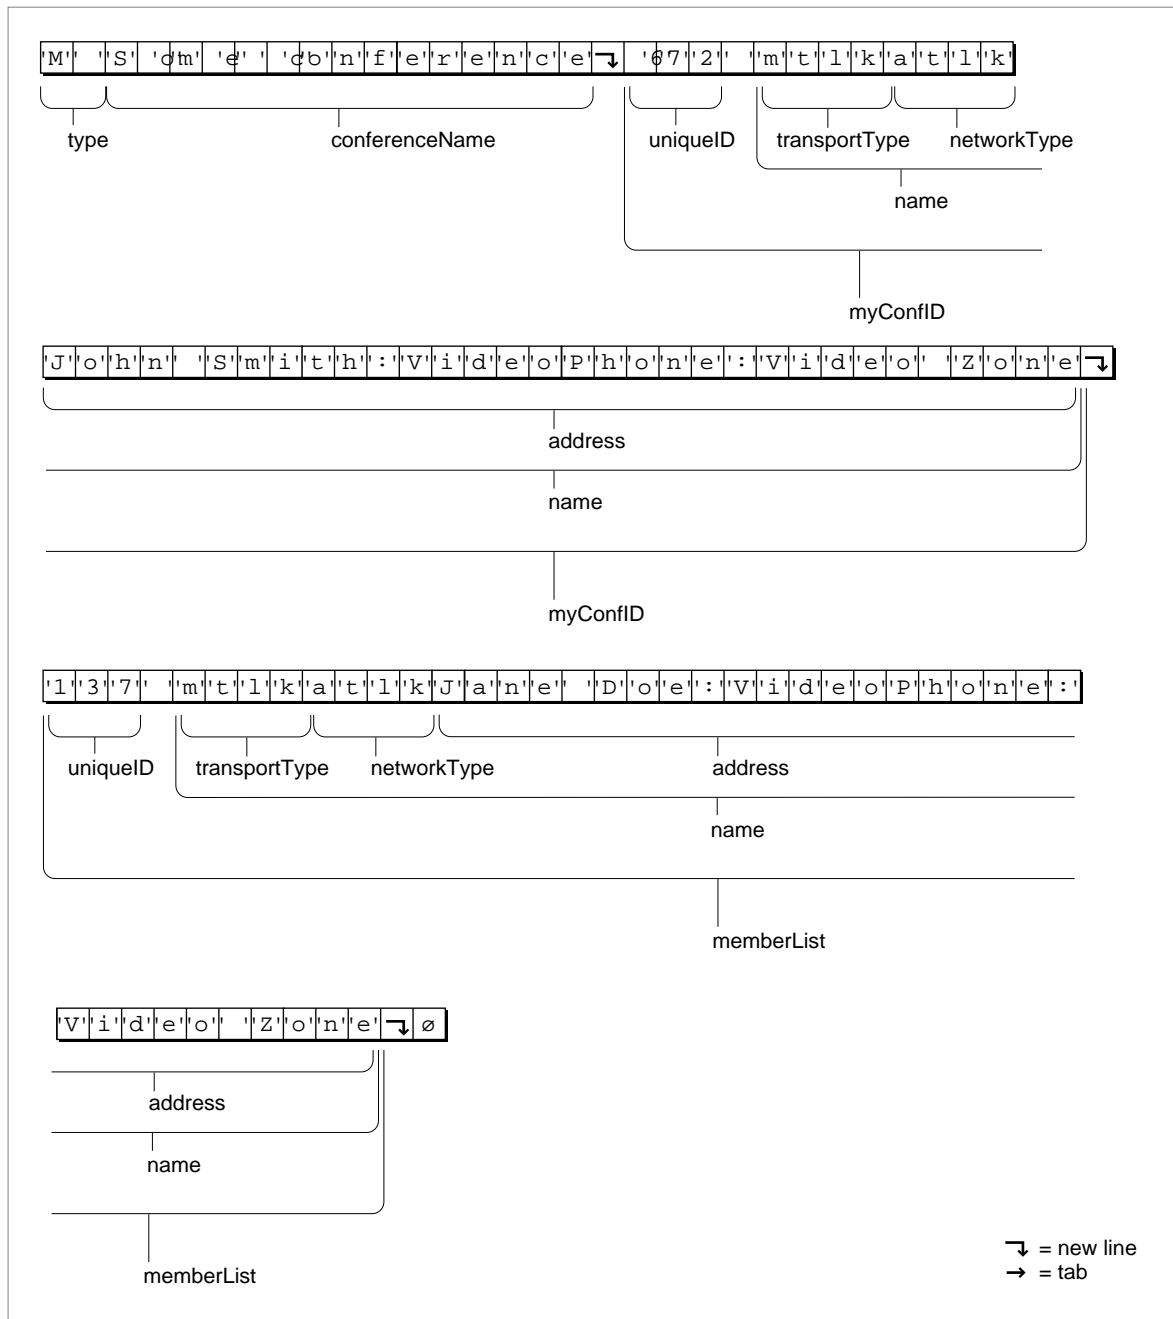 'M' ' 'S' 'o' 'm' 'e' ' ' 'c' 'o' 'n' 'f' 'e' 'r' 'e' 'n' 'c' 'e' ⮧ '6' '7' '2' ' ' 'm' 't' 'l' 'k' 'a' 't' 'l' 'k'
type conferenceName uniqueID transportType networkType
name
myConfID
'J' 'o' 'h' 'n' ' ' 'S' 'm' 'i' 't' 'h' ':' 'V' 'i' 'd' 'e' 'o' 'P' 'h' 'o' 'n' 'e' ':' 'V' 'i' 'd' 'e' 'o' ' ' 'Z' 'o' 'n' 'e' ⮧
address
name
myConfID
'1' '3' '7' ' ' 'm' 't' 'l' 'k' 'a' 't' 'l' 'k' 'J' 'a' 'n' 'e' ' ' 'D' 'o' 'e' ':' 'V' 'i' 'd' 'e' 'o' 'P' 'h' 'o' 'n' 'e' ':'
uniqueID transportType networkType address
name
memberList
'V' 'i' 'd' 'e' 'o' ' ' 'Z' 'o' 'n' 'e' ⮧ ø
address
name
memberList
⮧ = new line
→ = tab